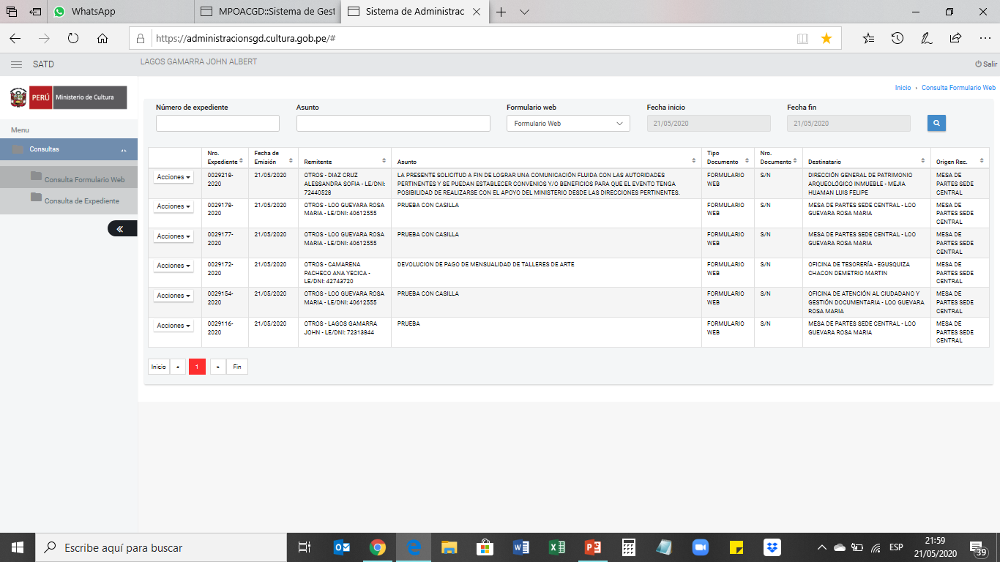 WhatsApp
MPOACGD::Sistema de Gest
Sistema de Administrac
https://administracionsgd.cultura.gob.pe/#
SATD
LAGOS GAMARRA JOHN ALBERT
Salir
PERÚ Ministerio de Cultura
Inicio › Consulta Formulario Web
Menu
Consultas
Consulta Formulario Web
Consulta de Expediente
«
Número de expediente
Asunto
Formulario web
Fecha inicio
Fecha fin
Formulario Web
21/05/2020
21/05/2020
Nro.
Expediente
Fecha de
Emisión
Remitente
Asunto
Tipo
Documento
Nro.
Documento
Destinatario
Origen Rec.
Acciones
0029218-
2020
21/05/2020
OTROS - DIAZ CRUZ
ALESSANDRA SOFIA - LE/DNI:
72440528
LA PRESENTE SOLICITUD A FIN DE LOGRAR UNA COMUNICACIÓN FLUIDA CON LAS AUTORIDADES
PERTINENTES Y SE PUEDAN ESTABLECER CONVENIOS Y/O BENEFICIOS PARA QUE EL EVENTO TENGA
POSIBILIDAD DE REALIZARSE CON EL APOYO DEL MINISTERIO DESDE LAS DIRECCIONES PERTINENTES.
FORMULARIO
WEB
S/N
DIRECCIÓN GENERAL DE PATRIMONIO
ARQUEOLÓGICO INMUEBLE - MEJIA
HUAMAN LUIS FELIPE
MESA DE
PARTES SEDE
CENTRAL
Acciones
0029178-
2020
21/05/2020
OTROS - LOO GUEVARA ROSA
MARIA - LE/DNI: 40612555
PRUEBA CON CASILLA
FORMULARIO
WEB
S/N
MESA DE PARTES SEDE CENTRAL - LOO
GUEVARA ROSA MARIA
MESA DE
PARTES SEDE
CENTRAL
Acciones
0029177-
2020
21/05/2020
OTROS - LOO GUEVARA ROSA
MARIA - LE/DNI: 40612555
PRUEBA CON CASILLA
FORMULARIO
WEB
S/N
MESA DE PARTES SEDE CENTRAL - LOO
GUEVARA ROSA MARIA
MESA DE
PARTES SEDE
CENTRAL
Acciones
0029172-
2020
21/05/2020
OTROS - CAMARENA
PACHECO ANA YECICA -
LE/DNI: 42743720
DEVOLUCION DE PAGO DE MENSUALIDAD DE TALLERES DE ARTE
FORMULARIO
WEB
S/N
OFICINA DE TESORERÍA - EGUSQUIZA
CHACON DEMETRIO MARTIN
MESA DE
PARTES SEDE
CENTRAL
Acciones
0029154-
2020
21/05/2020
OTROS - LOO GUEVARA ROSA
MARIA - LE/DNI: 40612555
PRUEBA CON CASILLA
FORMULARIO
WEB
S/N
OFICINA DE ATENCIÓN AL CIUDADANO Y
GESTIÓN DOCUMENTARIA - LOO GUEVARA
ROSA MARIA
MESA DE
PARTES SEDE
CENTRAL
Acciones
0029116-
2020
21/05/2020
OTROS - LAGOS GAMARRA
JOHN - LE/DNI: 72313844
PRUEBA
FORMULARIO
WEB
S/N
MESA DE PARTES SEDE CENTRAL - LOO
GUEVARA ROSA MARIA
MESA DE
PARTES SEDE
CENTRAL
Inicio « 1 » Fin
Escribe aquí para buscar
ESP
21:59
21/05/2020
39